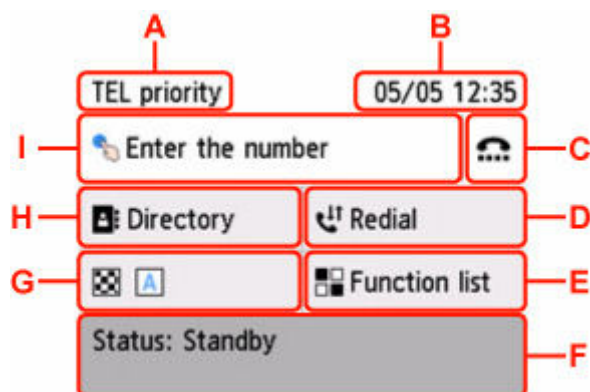 A B
TEL priority 05/05 12:35
I Enter the number C
H Directory Redial D
G A Function list E
Status: Standby F